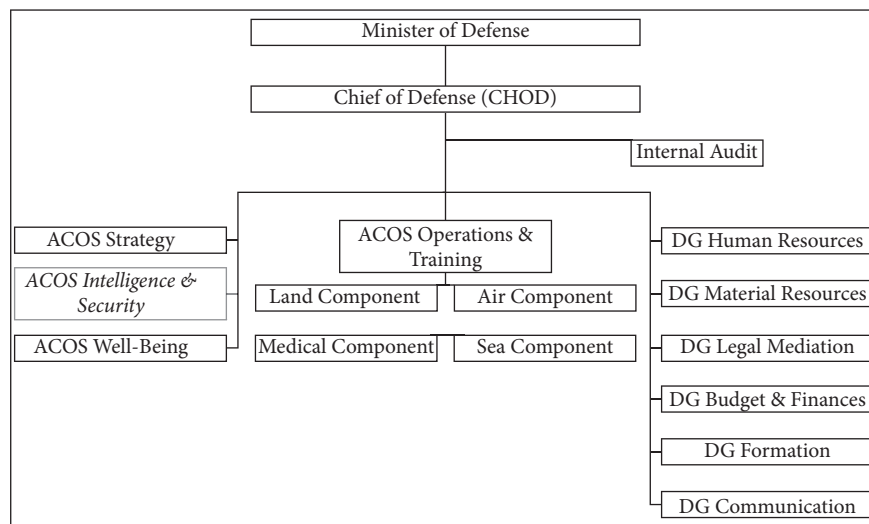 Minister of Defense
Chief of Defense (CHOD)
Internal Audit
ACOS Strategy
ACOS Intelligence &
Security
ACOS Well-Being
ACOS Operations &
Training
Land Component
Air Component
Medical Component
Sea Component
DG Human Resources
DG Material Resources
DG Legal Mediation
DG Budget & Finances
DG Formation
DG Communication